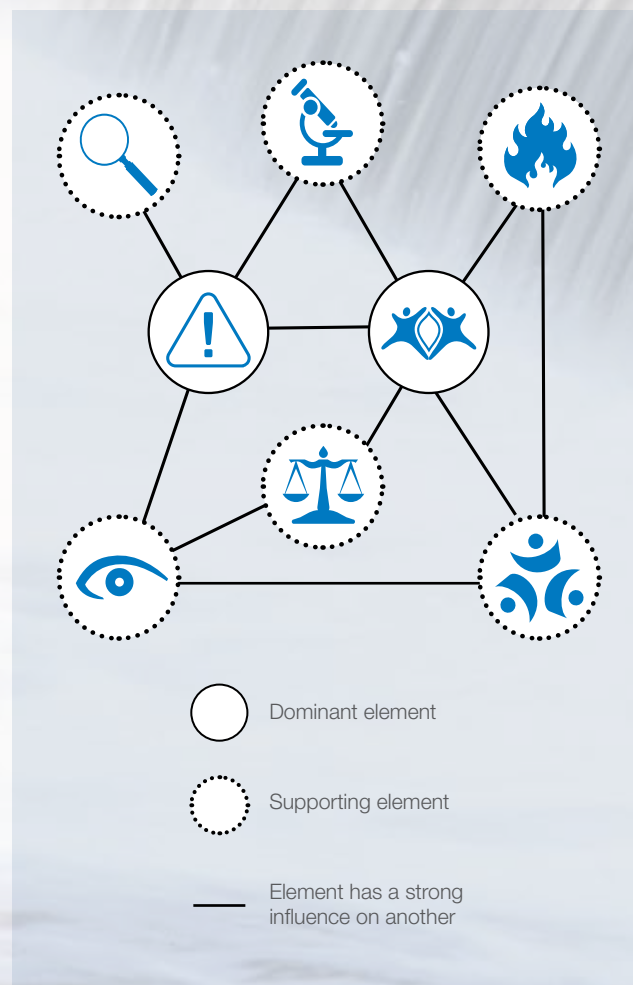 Dominant element
Supporting element
Element has a strong
influence on another